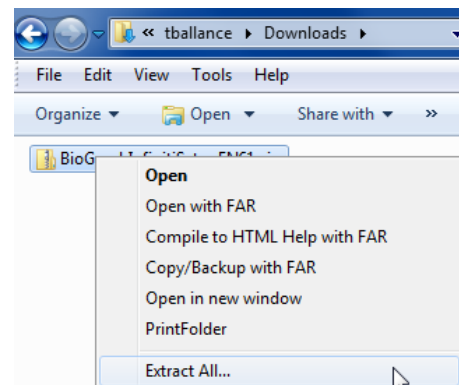 « tballance ▸ Downloads ▸
File Edit View Tools Help
Organize ▾ Open ▾ Share with ▾ »
Open
Open with FAR
Compile to HTML Help with FAR
Copy/Backup with FAR
Open in new window
PrintFolder
Extract All...